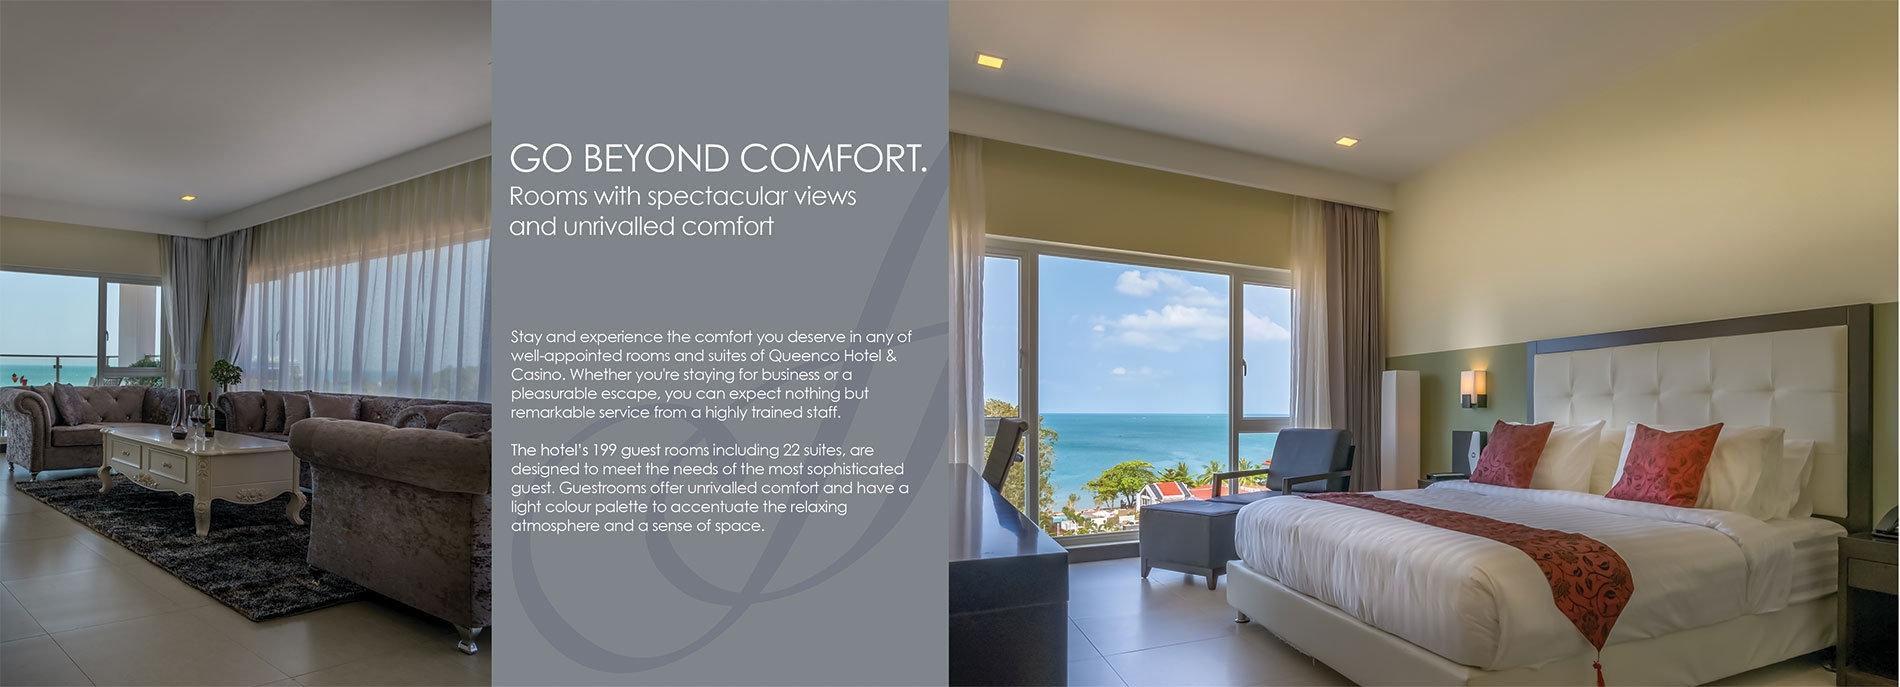 GO BEYOND COMFORT.
Rooms with spectacular views
and unrivalled comfort
Stay and experience the comfort you deserve in any of
well-appointed rooms and suites of Queenco Hotel &
Casino. Whether you're staying for business or a
pleasurable escape, you can expect nothing but
remarkable service from a highly trained staff.
The hotel's 199 guest rooms including 22 suites, are
designed to meet the needs of the most sophisticated
guest. Guestrooms offer unrivalled comfort and have a
light colour palette to accentuate the relaxing
atmosphere and a sense of space.